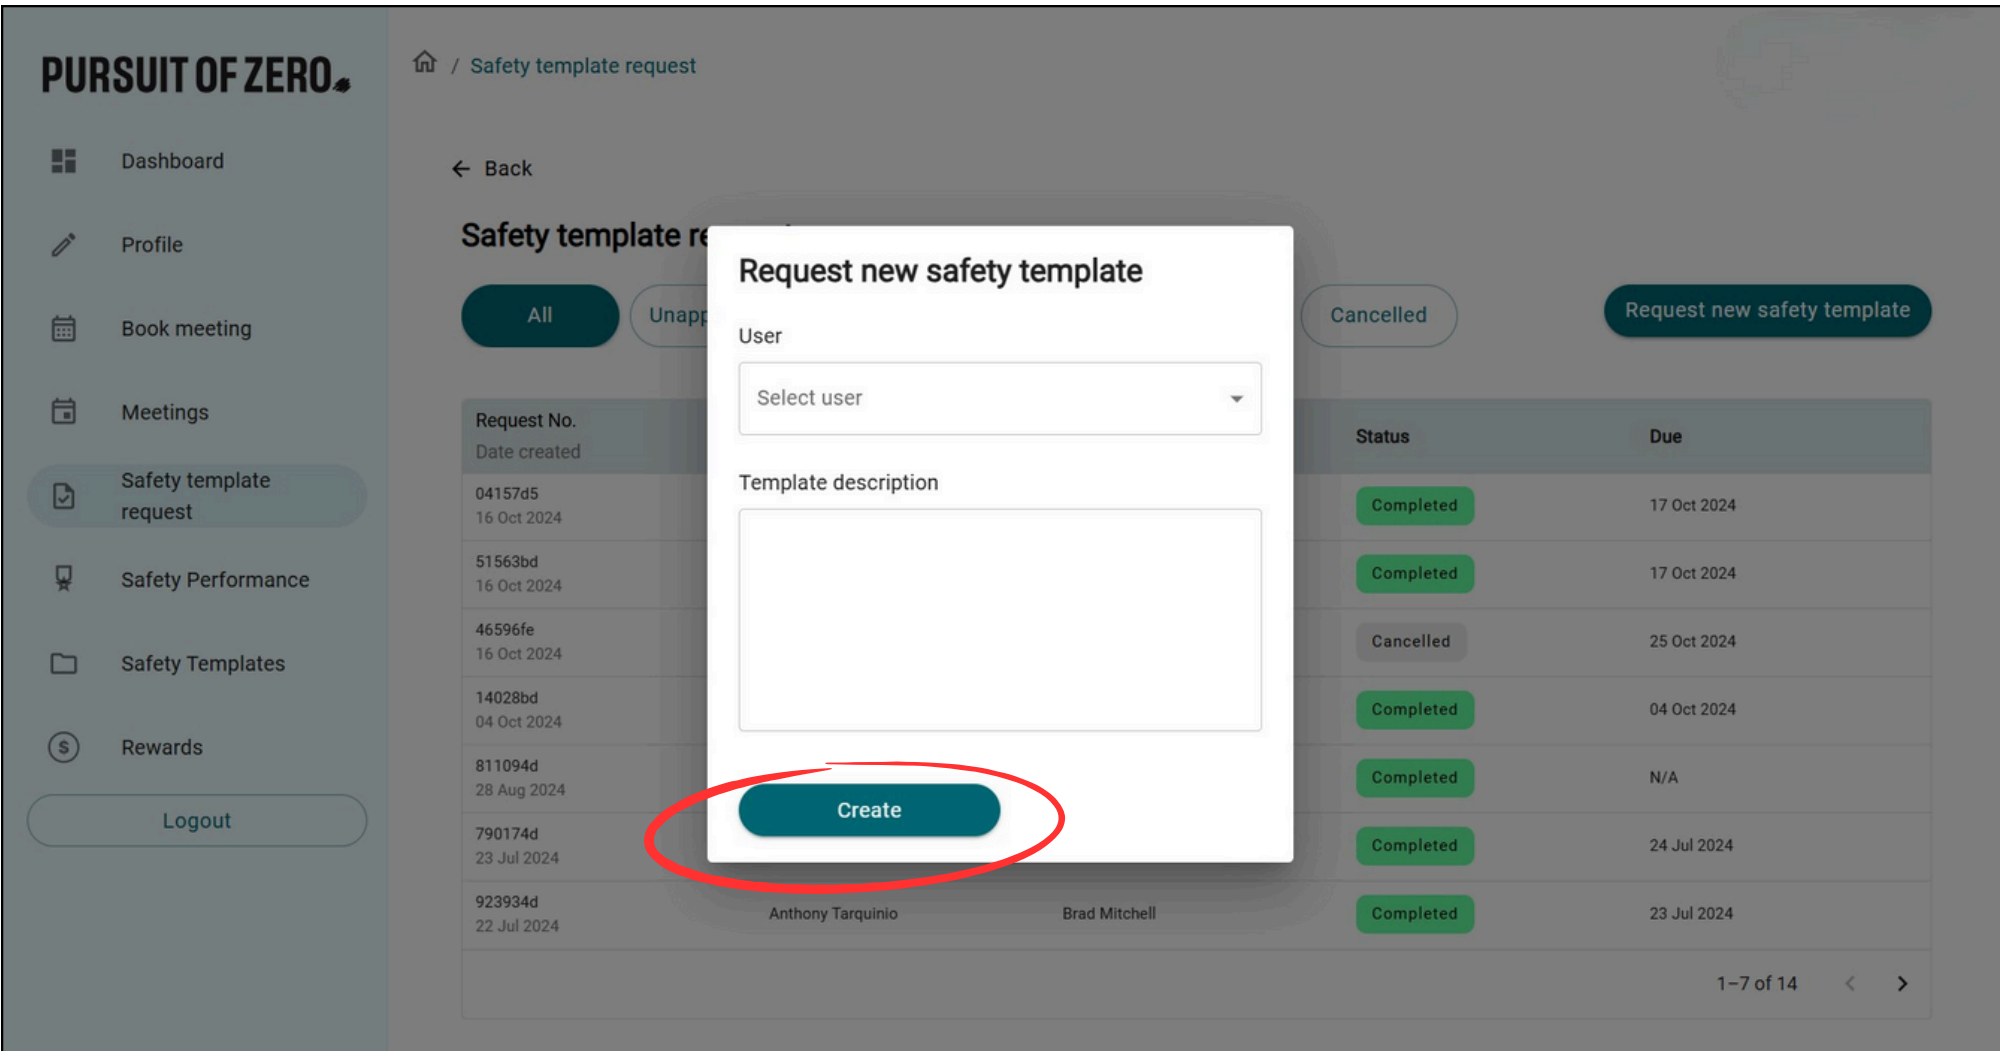 PURSUIT OF ZERO
Dashboard
Profile
Book meeting
Meetings
Safety template
request
Safety Performance
Safety Templates
Rewards
Logout
/ Safety template request
← Back
Safety template
All
Cancelled
Request new safety template
Request new safety template
User
Select user
Template description
Create
Request No.
Date created
Status
Due
04157d5
16 Oct 2024
Completed
17 Oct 2024
51563bd
16 Oct 2024
Completed
17 Oct 2024
46596fe
16 Oct 2024
Cancelled
25 Oct 2024
14028bd
04 Oct 2024
Completed
04 Oct 2024
811094d
28 Aug 2024
Completed
N/A
790174d
23 Jul 2024
Completed
24 Jul 2024
923934d
22 Jul 2024
Anthony Tarquinio
Brad Mitchell
Completed
23 Jul 2024
1–7 of 14